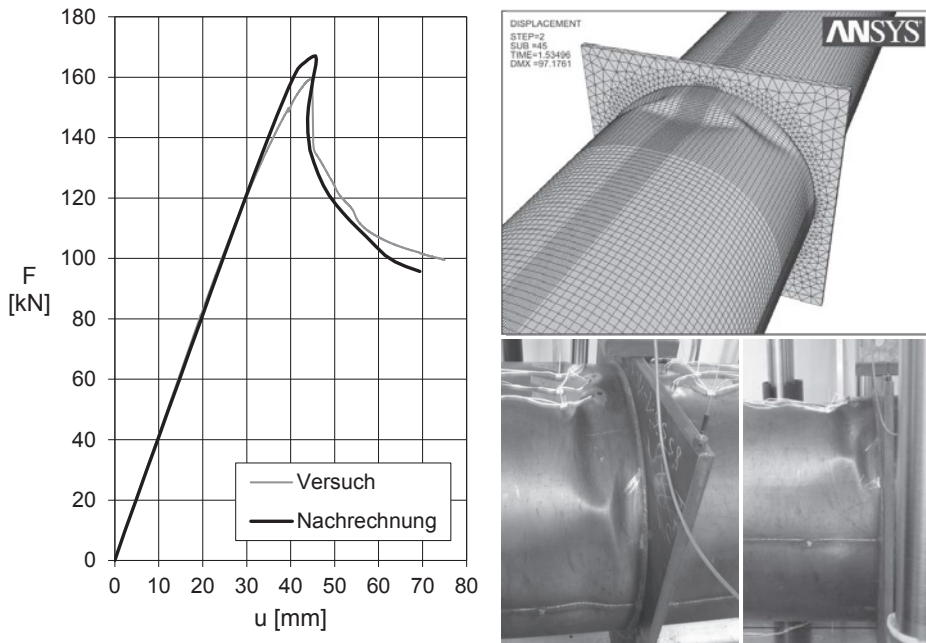 180
160
140
120
100
80
60
40
20
0
F
[kN]
0 10 20 30 40 50 60 70 80
u [mm]
Versuch
Nachrechnung
DISPLACEMENT
STEP=2
SUB =45
TIME=1.53496
DMX =97.1761
ANSYS